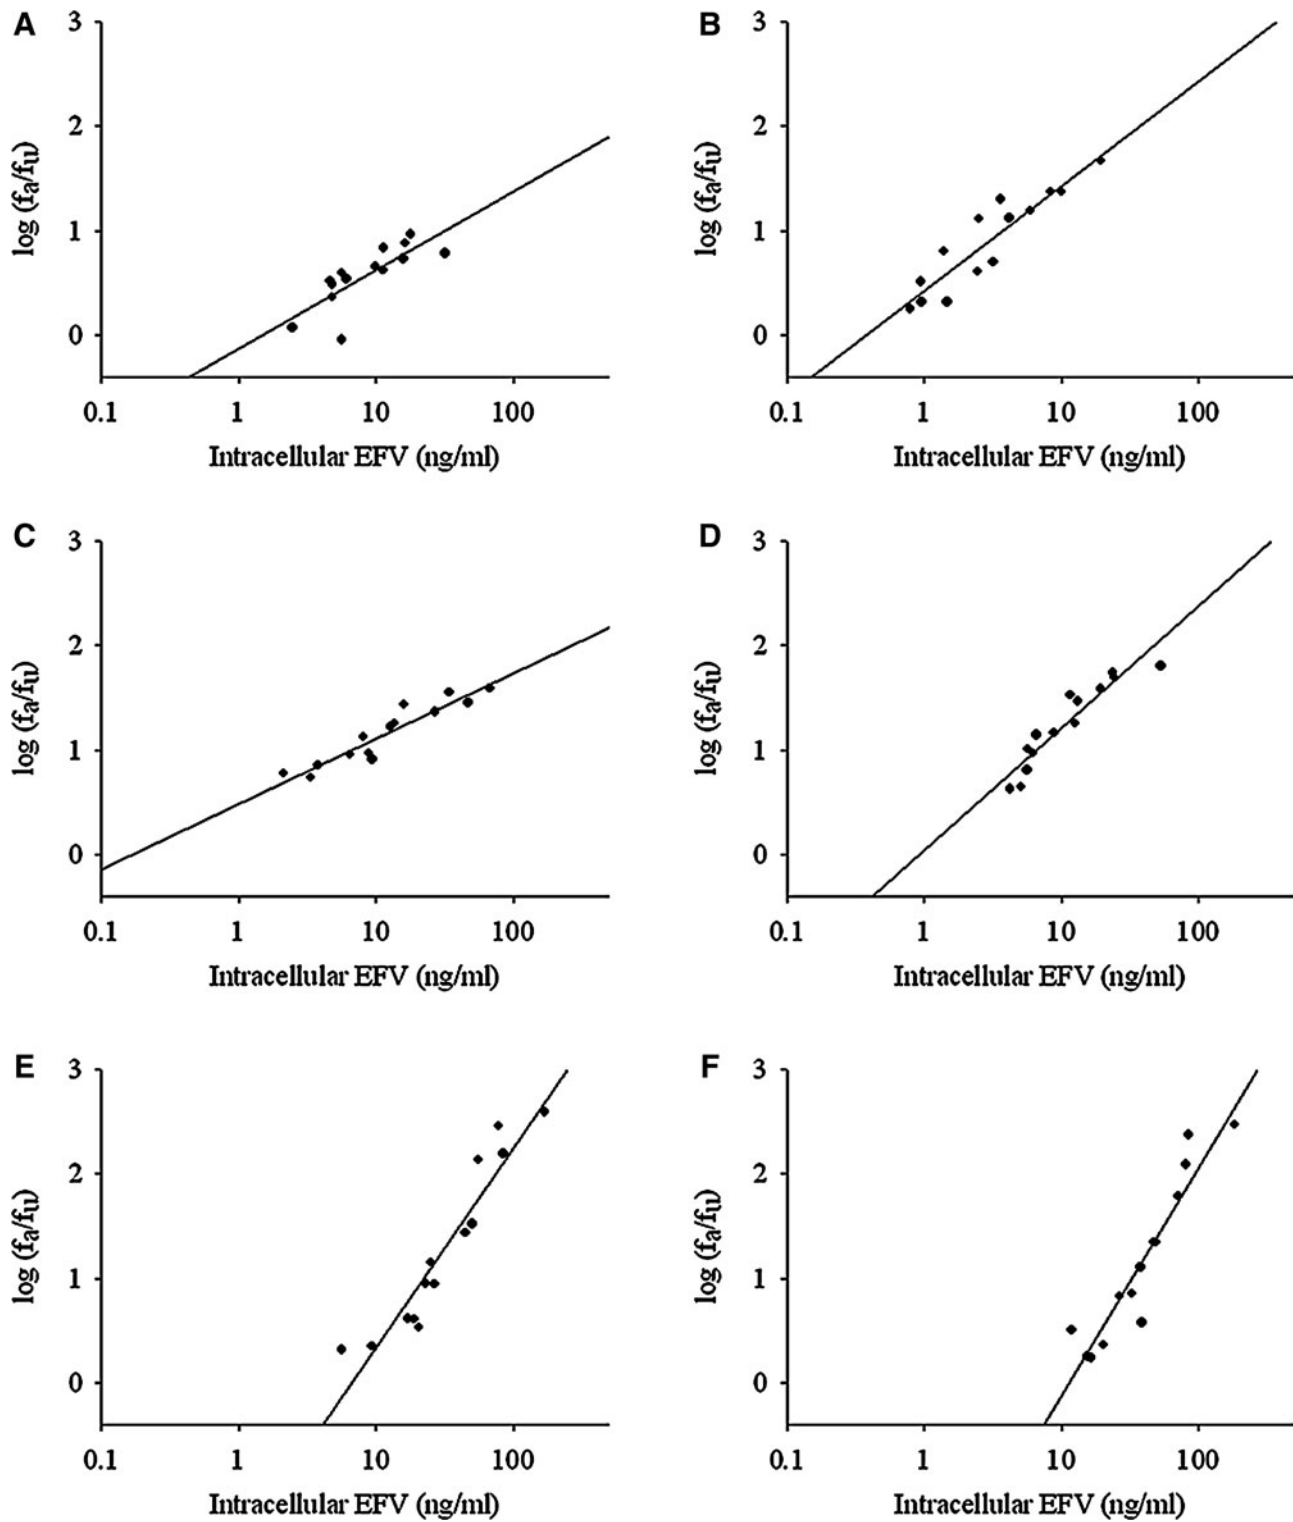 A
3
2
1
0
log (fa/fu)
0.1 1 10 100
Intracellular EFV (ng/ml)
B
3
2
1
0
log (fa/fu)
0.1 1 10 100
Intracellular EFV (ng/ml)
C
3
2
1
0
log (fa/fu)
0.1 1 10 100
Intracellular EFV (ng/ml)
D
3
2
1
0
log (fa/fu)
0.1 1 10 100
Intracellular EFV (ng/ml)
E
3
2
1
0
log (fa/fu)
0.1 1 10 100
Intracellular EFV (ng/ml)
F
3
2
1
0
log (fa/fu)
0.1 1 10 100
Intracellular EFV (ng/ml)